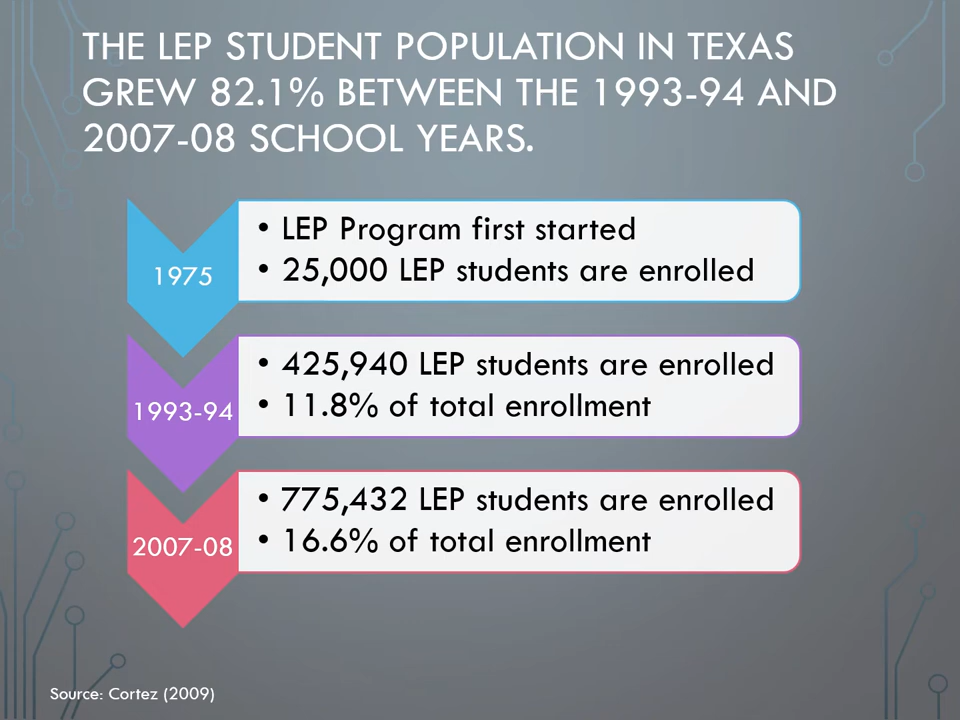 THE LEP STUDENT POPULATION IN TEXAS
GREW 82.1% BETWEEN THE 1993-94 AND
2007-08 SCHOOL YEARS.
1975
• LEP Program first started
• 25,000 LEP students are enrolled
1993-94
• 425,940 LEP students are enrolled
• 11.8% of total enrollment
2007-08
• 775,432 LEP students are enrolled
• 16.6% of total enrollment
Source: Cortez (2009)